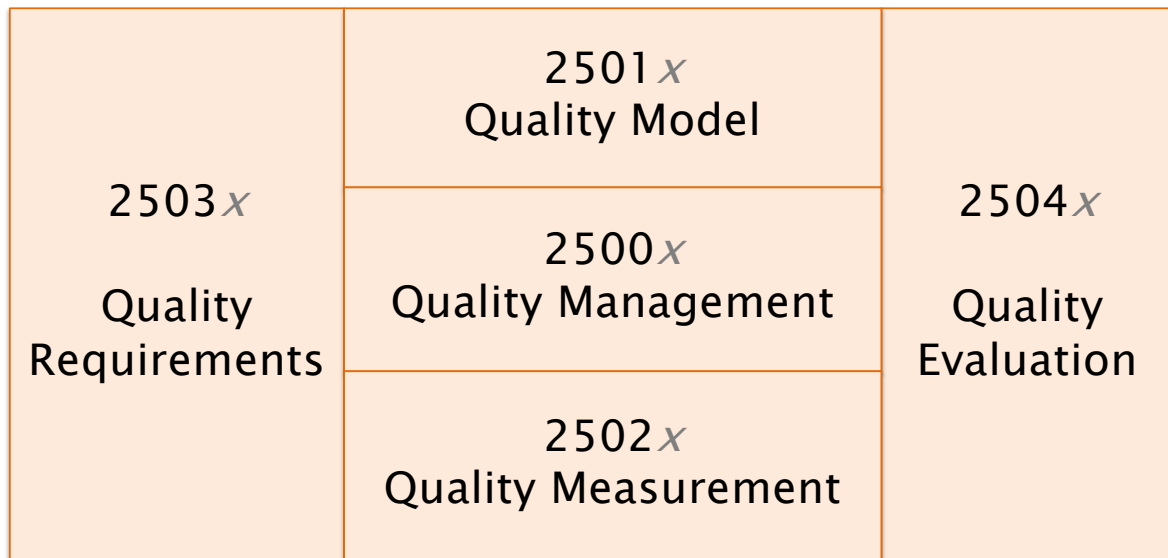 2503x
Quality
Requirements
2501x
Quality Model
2500x
Quality Management
2502x
Quality Measurement
2504x
Quality
Evaluation